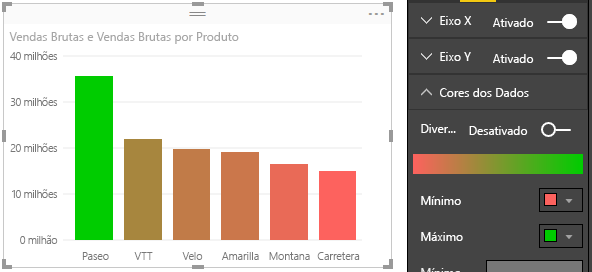 Vendas Brutas e Vendas Brutas por Produto
40 milhões
30 milhões
20 milhões
10 milhões
0 milhão
Paseo VTT Velo Amarilla Montana Carretera
Eixo X Ativado
Eixo Y Ativado
Cores dos Dados
Diver... Desativado
Mínimo
Máximo
Mínimo